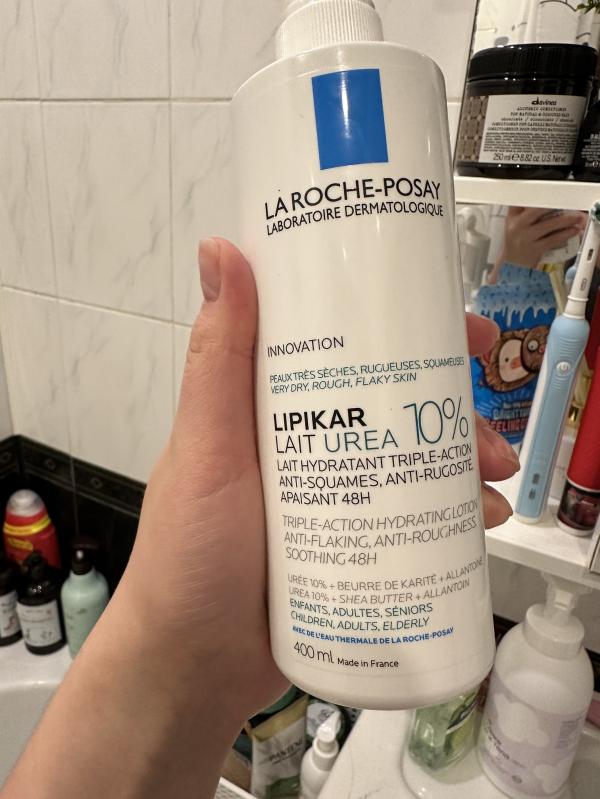 LA ROCHE-POSAY
LABORATOIRE DERMATOLOGIQUE
INNOVATION
PEAUX TRÈS SÈCHES, RUGUEUSES, SQUAMEUSES
VERY DRY, ROUGH, FLAKY SKIN
LIPIKAR
LAIT UREA 10%
LAIT HYDRATANT TRIPLE-ACTION
ANTI-SQUAMES, ANTI-RUGOSITÉ,
APAISANT 48H
TRIPLE-ACTION HYDRATING LOTION
ANTI-FLAKING, ANTI-ROUGHNESS,
SOOTHING 48H
URÉE 10% + BEURRE DE KARITÉ + ALLANTOÏNE
UREA 10% + SHEA BUTTER + ALLANTOIN
ENFANTS, ADULTES, SÉNIORS
CHILDREN, ADULTS, ELDERLY
AVEC DE L'EAU THERMALE DE LA ROCHE-POSAY
400 ml Made in France
davines
ALCHEMIC CONDITIONER
250 ml e 8.82 oz. U.S. Net wt
PANTENE